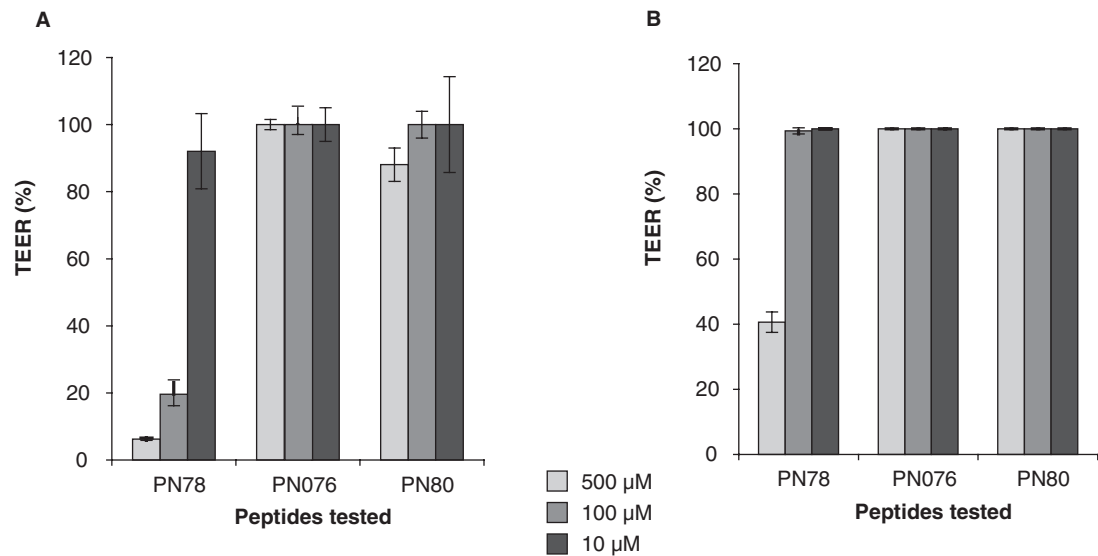 A
120
100
80
60
40
20
0
TEER (%)
PN78 PN076 PN80
Peptides tested
500 µM
100 µM
10 µM
B
120
100
80
60
40
20
0
TEER (%)
PN78 PN076 PN80
Peptides tested